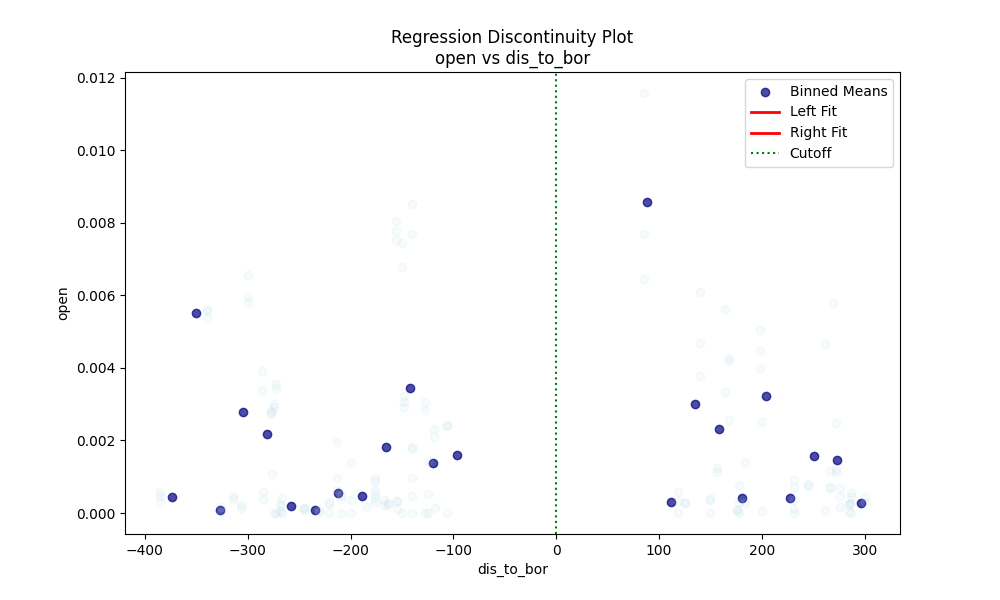 Regression Discontinuity Plot
open vs dis_to_bor
0.012
0.010
0.008
0.006
0.004
0.002
0.000
open
Binned Means
Left Fit
Right Fit
Cutoff
−400
−300
−200
−100
0
100
200
300
dis_to_bor